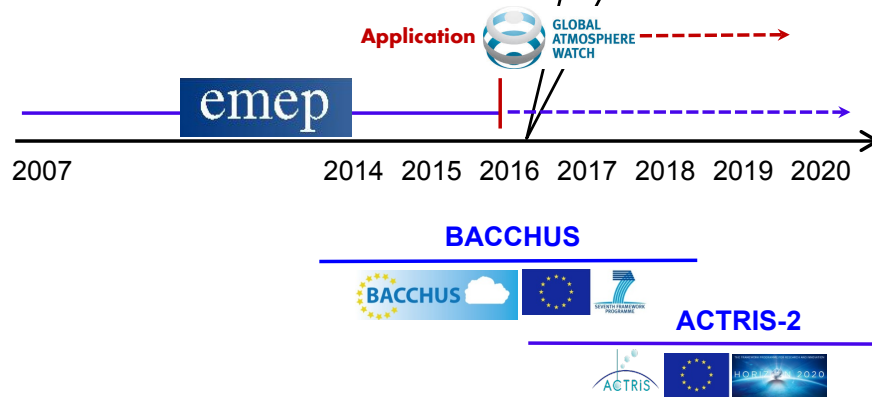 Application
GLOBAL
ATMOSPHERE
WATCH
emep
2007 2014 2015 2016 2017 2018 2019 2020
BACCHUS
BACCHUS
SEVENTH FRAMEWORK
PROGRAMME
ACTRIS-2
ACTRiS
HORIZON 2020